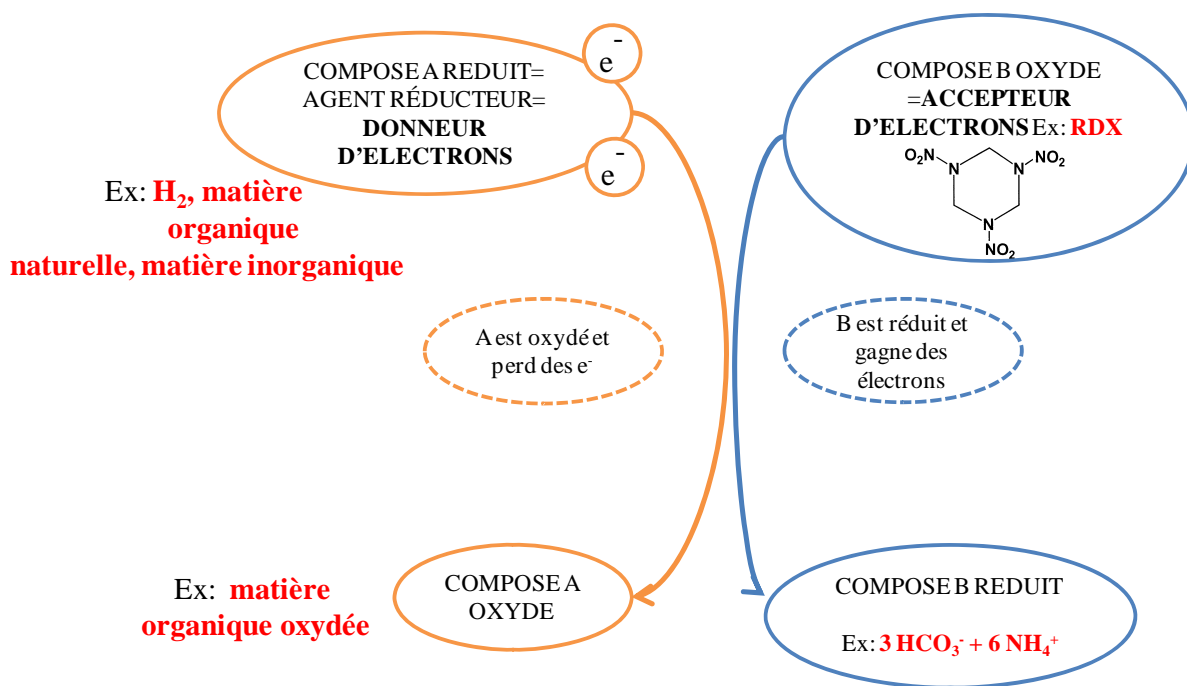 e-
COMPOSE A REDUIT=
AGENT RÉDUCTEUR=
DONNEUR
D’ELECTRONS
e-
Ex: H2, matière
organique
naturelle, matière inorganique
COMPOSE B OXYDE
=ACCEPTEUR
D’ELECTRONS Ex: RDX
O2N N N NO2
N
NO2
A est oxydé et
perd des e-
B est réduit et
gagne des
électrons
Ex: matière
organique oxydée
COMPOSE A
OXYDE
COMPOSE B REDUIT
Ex: 3 HCO3- + 6 NH4+